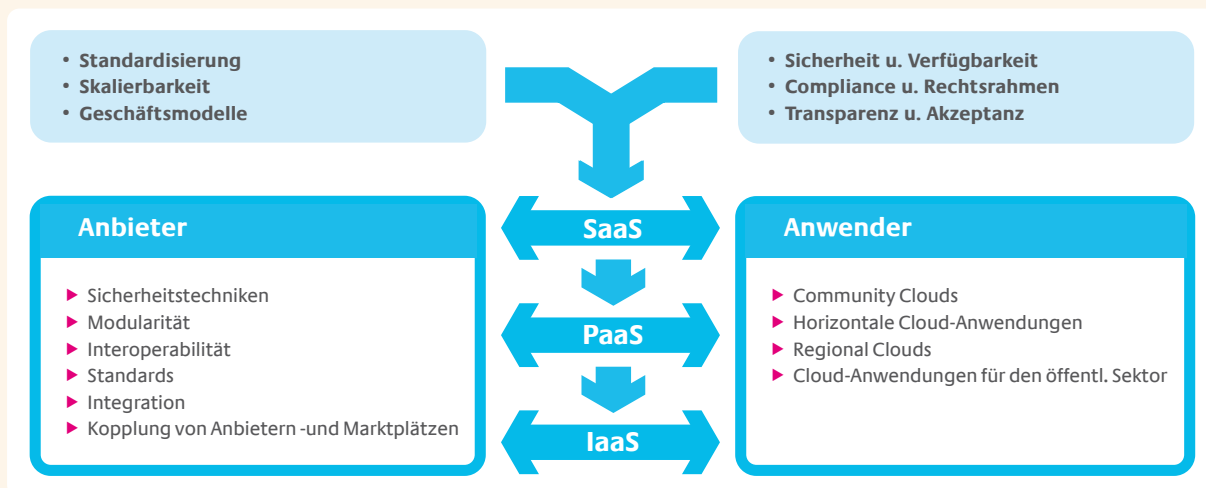 • Standardisierung
• Skalierbarkeit
• Geschäftsmodelle
• Sicherheit u. Verfügbarkeit
• Compliance u. Rechtsrahmen
• Transparenz u. Akzeptanz
Anbieter
▶ Sicherheitstechniken
▶ Modularität
▶ Interoperabilität
▶ Standards
▶ Integration
▶ Kopplung von Anbietern -und Marktplätzen
SaaS
PaaS
IaaS
Anwender
▶ Community Clouds
▶ Horizontale Cloud-Anwendungen
▶ Regional Clouds
▶ Cloud-Anwendungen für den öffentl. Sektor